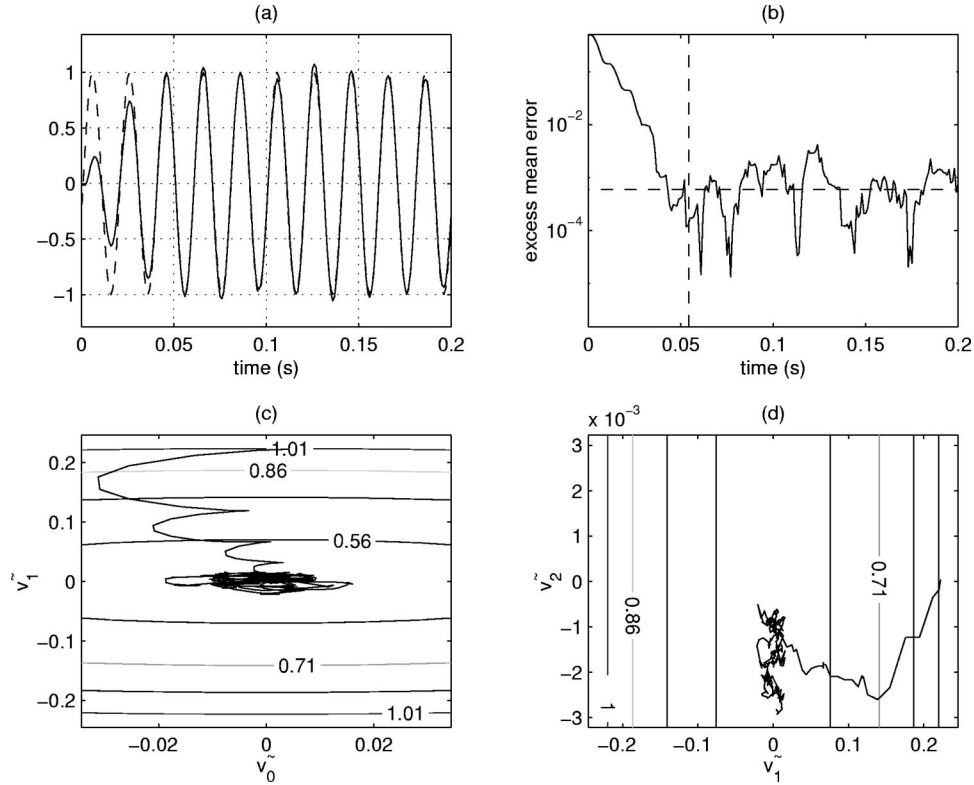 (a)
1
0.5
0
−0.5
−1
0 0.05 0.1 0.15 0.2
time (s)
(b)
excess mean error
10^−2
10^−4
0 0.05 0.1 0.15 0.2
time (s)
(c)
v_1^~
0.2
0.1
0
−0.1
−0.2
1.01
0.86
0.56
0.71
1.01
−0.02 0 0.02
v_0^~
(d)
x 10^−3
v_2^~
3
2
1
0
−1
−2
−3
0.86
1
0.71
−0.2 −0.1 0 0.1 0.2
v_1^~